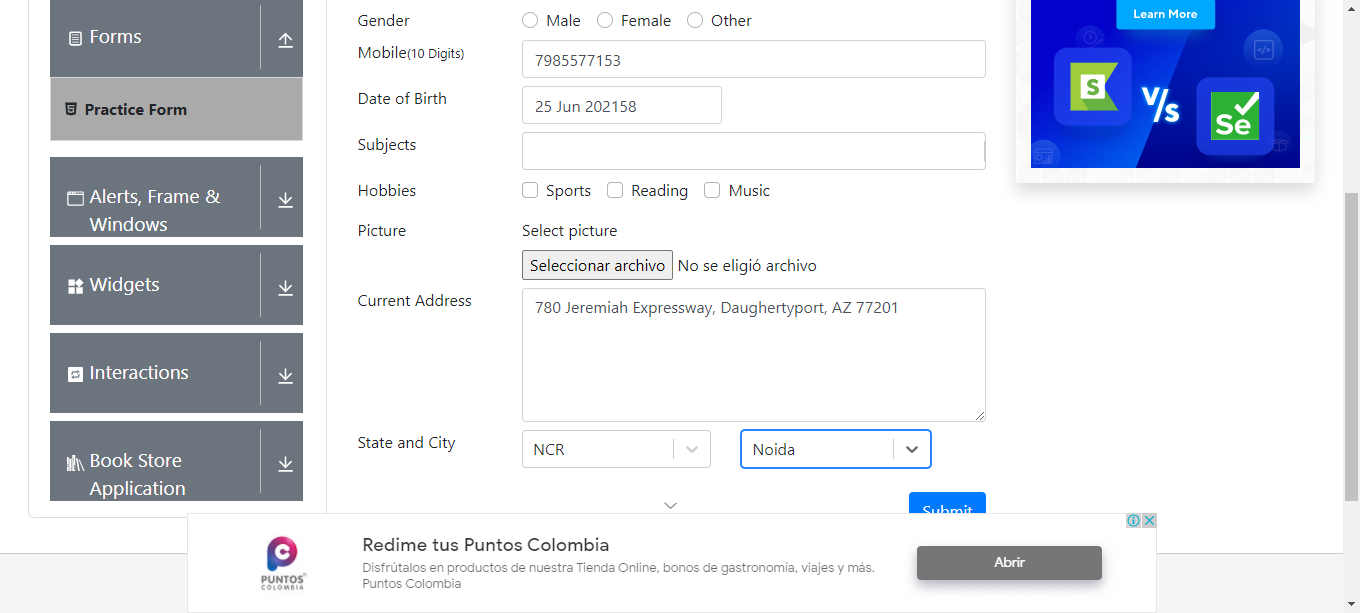 Forms
Practice Form
Alerts, Frame &
Windows
Widgets
Interactions
Book Store
Application
Gender
Male Female Other
Mobile(10 Digits)
7985577153
Date of Birth
25 Jun 202158
Subjects
Hobbies
Sports Reading Music
Picture
Select picture
Seleccionar archivo No se eligió archivo
Current Address
780 Jeremiah Expressway, Daughertyport, AZ 77201
State and City
NCR
Noida
Submit
Learn More
S
V/s
Se
PUNTOS
COLOMBIA
Redime tus Puntos Colombia
Disfrútalos en productos de nuestra Tienda Online, bonos de gastronomía, viajes y más.
Puntos Colombia
Abrir